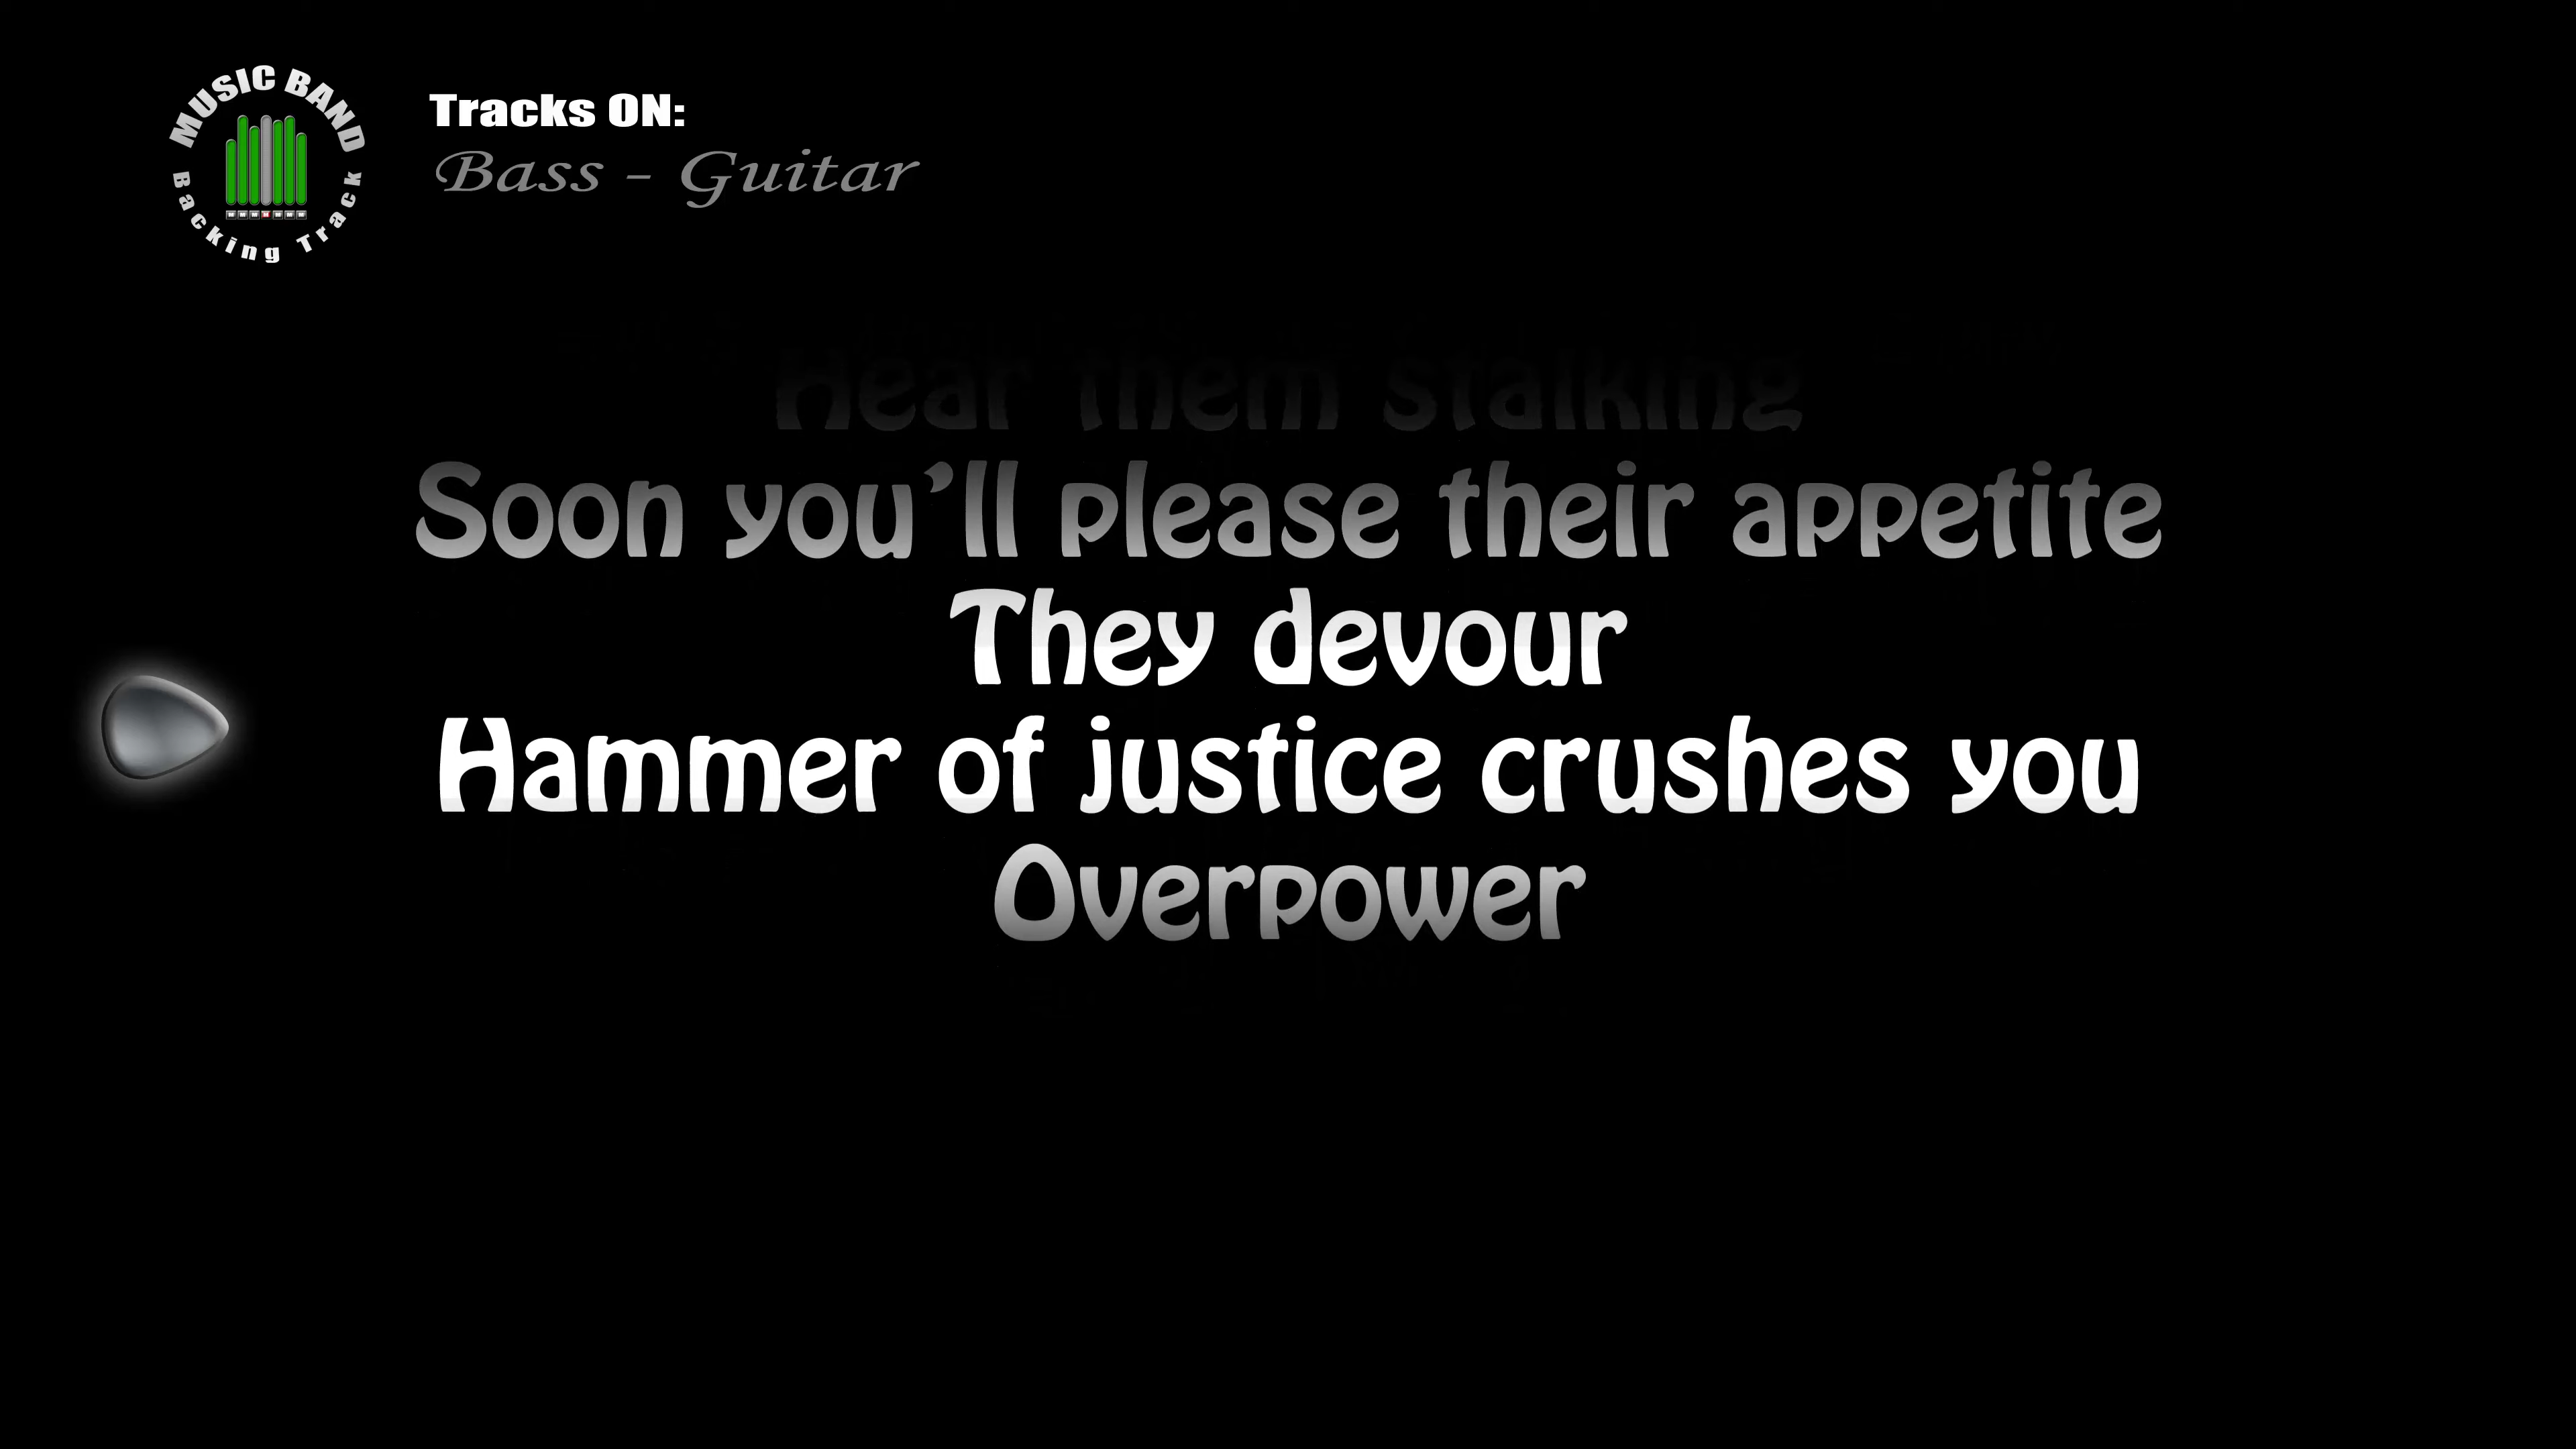 MUSIC BAND
Backing Track
Tracks ON:
Bass - Guitar
Hear them stalking
Soon you’ll please their appetite
They devour
Hammer of justice crushes you
Overpower